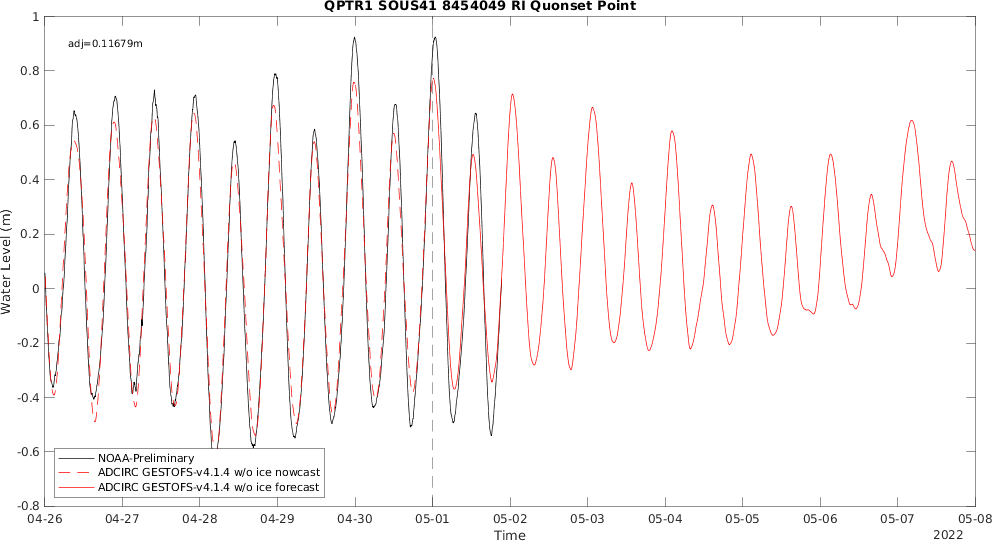 QPTR1 SOUS41 8454049 RI Quonset Point
adj=0.11679m
1
0.8
0.6
0.4
0.2
0
-0.2
-0.4
-0.6
-0.8
Water Level (m)
NOAA-Preliminary
ADCIRC GESTOFS-v4.1.4 w/o ice nowcast
ADCIRC GESTOFS-v4.1.4 w/o ice forecast
04-26 04-27 04-28 04-29 04-30 05-01 05-02 05-03 05-04 05-05 05-06 05-07 05-08
Time
2022